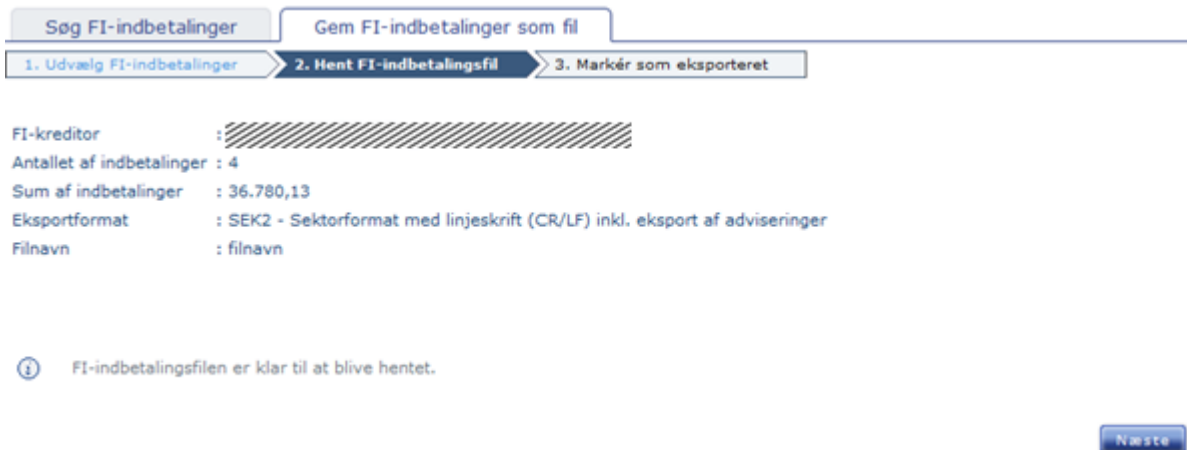 Søg FI-indbetalinger Gem FI-indbetalinger som fil
1. Udvælg FI-indbetalinger 2. Hent FI-indbetalingsfil 3. Markér som eksporteret
FI-kreditor :
Antallet af indbetalinger : 4
Sum af indbetalinger : 36.780,13
Eksportformat : SEK2 - Sektorformat med linjeskrift (CR/LF) inkl. eksport af adviseringer
Filnavn : filnavn
FI-indbetalingsfilen er klar til at blive hentet.
Næste